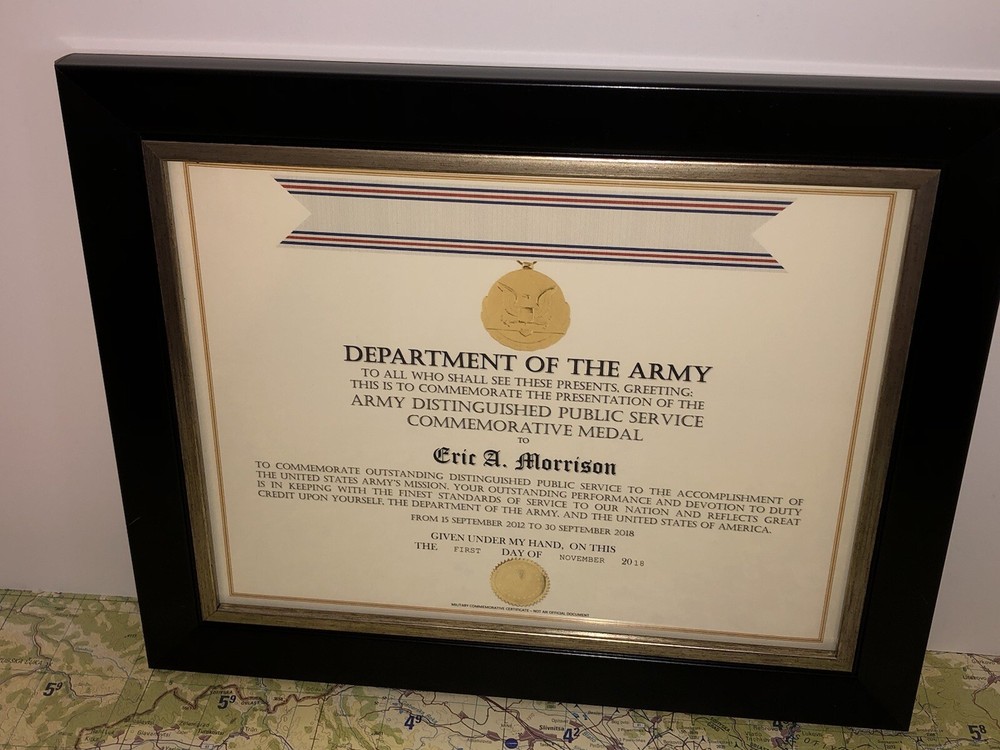 DEPARTMENT OF THE ARMY
TO ALL WHO SHALL SEE THESE PRESENTS, GREETING:
THIS IS TO COMMEMORATE THE PRESENTATION OF THE
ARMY DISTINGUISHED PUBLIC SERVICE
COMMEMORATIVE MEDAL
TO
Eric A. Morrison
TO COMMEMORATE OUTSTANDING DISTINGUISHED PUBLIC SERVICE TO THE ACCOMPLISHMENT OF
THE UNITED STATES ARMY'S MISSION. YOUR OUTSTANDING PERFORMANCE AND DEVOTION TO DUTY
IS IN KEEPING WITH THE FINEST STANDARDS OF SERVICE TO OUR NATION AND REFLECTS GREAT
CREDIT UPON YOURSELF, THE DEPARTMENT OF THE ARMY, AND THE UNITED STATES OF AMERICA.
FROM 15 SEPTEMBER 2012 TO 30 SEPTEMBER 2018
GIVEN UNDER MY HAND, ON THIS
THE FIRST DAY OF NOVEMBER 2018
MILITARY COMMEMORATIVE CERTIFICATE - NOT AN OFFICIAL DOCUMENT
59
59
49
42
58